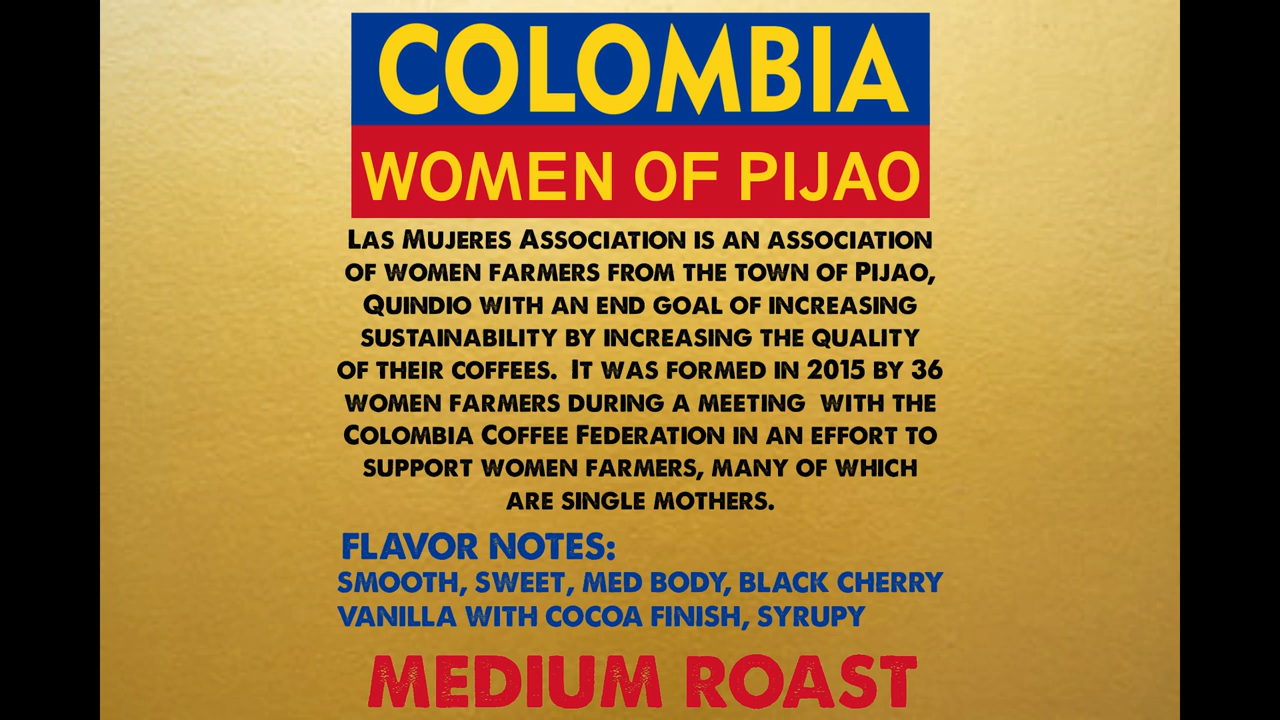 COLOMBIA
WOMEN OF PIJAO
Las Mujeres Association is an association
of women farmers from the town of Pijao,
Quindio with an end goal of increasing
sustainability by increasing the quality
of their coffees.  It was formed in 2015 by 36
women farmers during a meeting  with the
Colombia Coffee Federation in an effort to
support women farmers, many of which
are single mothers.
FLAVOR NOTES:
SMOOTH, SWEET, MED BODY, BLACK CHERRY
VANILLA WITH COCOA FINISH, SYRUPY
MEDIUM ROAST